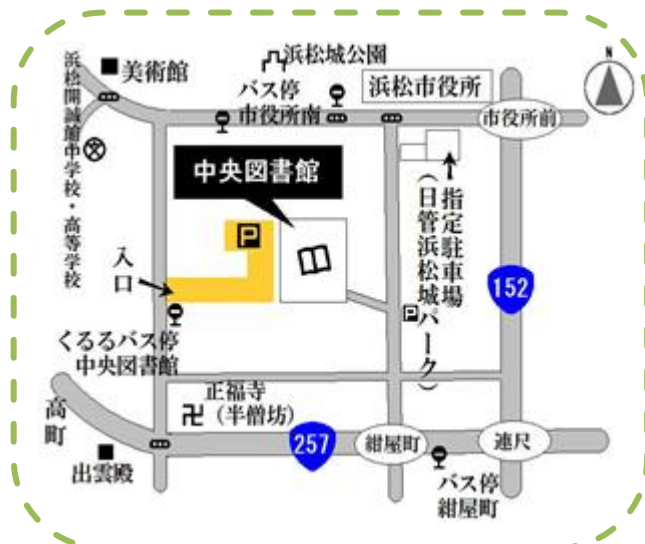 浜松城公園
美術館
バス停
市役所南
浜松市役所
N
市役所前
浜松開誠館中学校・高等学校
文
中央図書館
P
入口
指定駐車場
(日管浜松城パーク)
P
152
くるるバス停
中央図書館
正福寺
卍(半僧坊)
高町
257
紺屋町
連尺
出雲殿
バス停
紺屋町